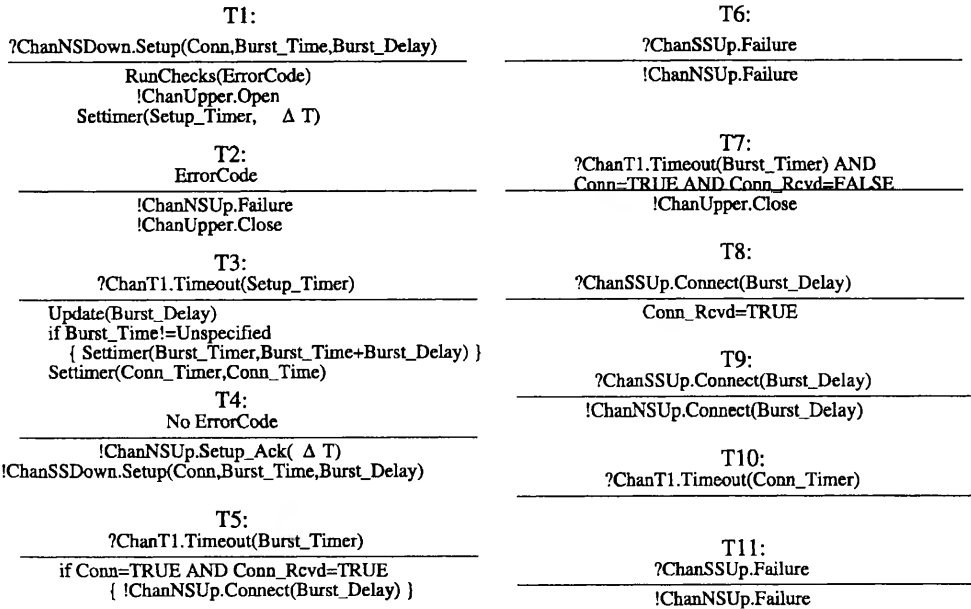 T1:
?ChanNSDown.Setup(Conn,Burst_Time,Burst_Delay)
RunChecks(ErrorCode)
!ChanUpper.Open
Settimer(Setup_Timer, Δ T)
T2:
ErrorCode
!ChanNSUp.Failure
!ChanUpper.Close
T3:
?ChanT1.Timeout(Setup_Timer)
Update(Burst_Delay)
if Burst_Time!=Unspecified
{ Settimer(Burst_Timer,Burst_Time+Burst_Delay) }
Settimer(Conn_Timer,Conn_Time)
T4:
No ErrorCode
!ChanNSUp.Setup_Ack( Δ T)
!ChanSSDown.Setup(Conn,Burst_Time,Burst_Delay)
T5:
?ChanT1.Timeout(Burst_Timer)
if Conn=TRUE AND Conn_Rcvd=TRUE
{ !ChanNSUp.Connect(Burst_Delay) }
T6:
?ChanSSUp.Failure
!ChanNSUp.Failure
T7:
?ChanT1.Timeout(Burst_Timer) AND
Conn=TRUE AND Conn_Rcvd=FALSE
!ChanUpper.Close
T8:
?ChanSSUp.Connect(Burst_Delay)
Conn_Rcvd=TRUE
T9:
?ChanSSUp.Connect(Burst_Delay)
!ChanNSUp.Connect(Burst_Delay)
T10:
?ChanT1.Timeout(Conn_Timer)
T11:
?ChanSSUp.Failure
!ChanNSUp.Failure